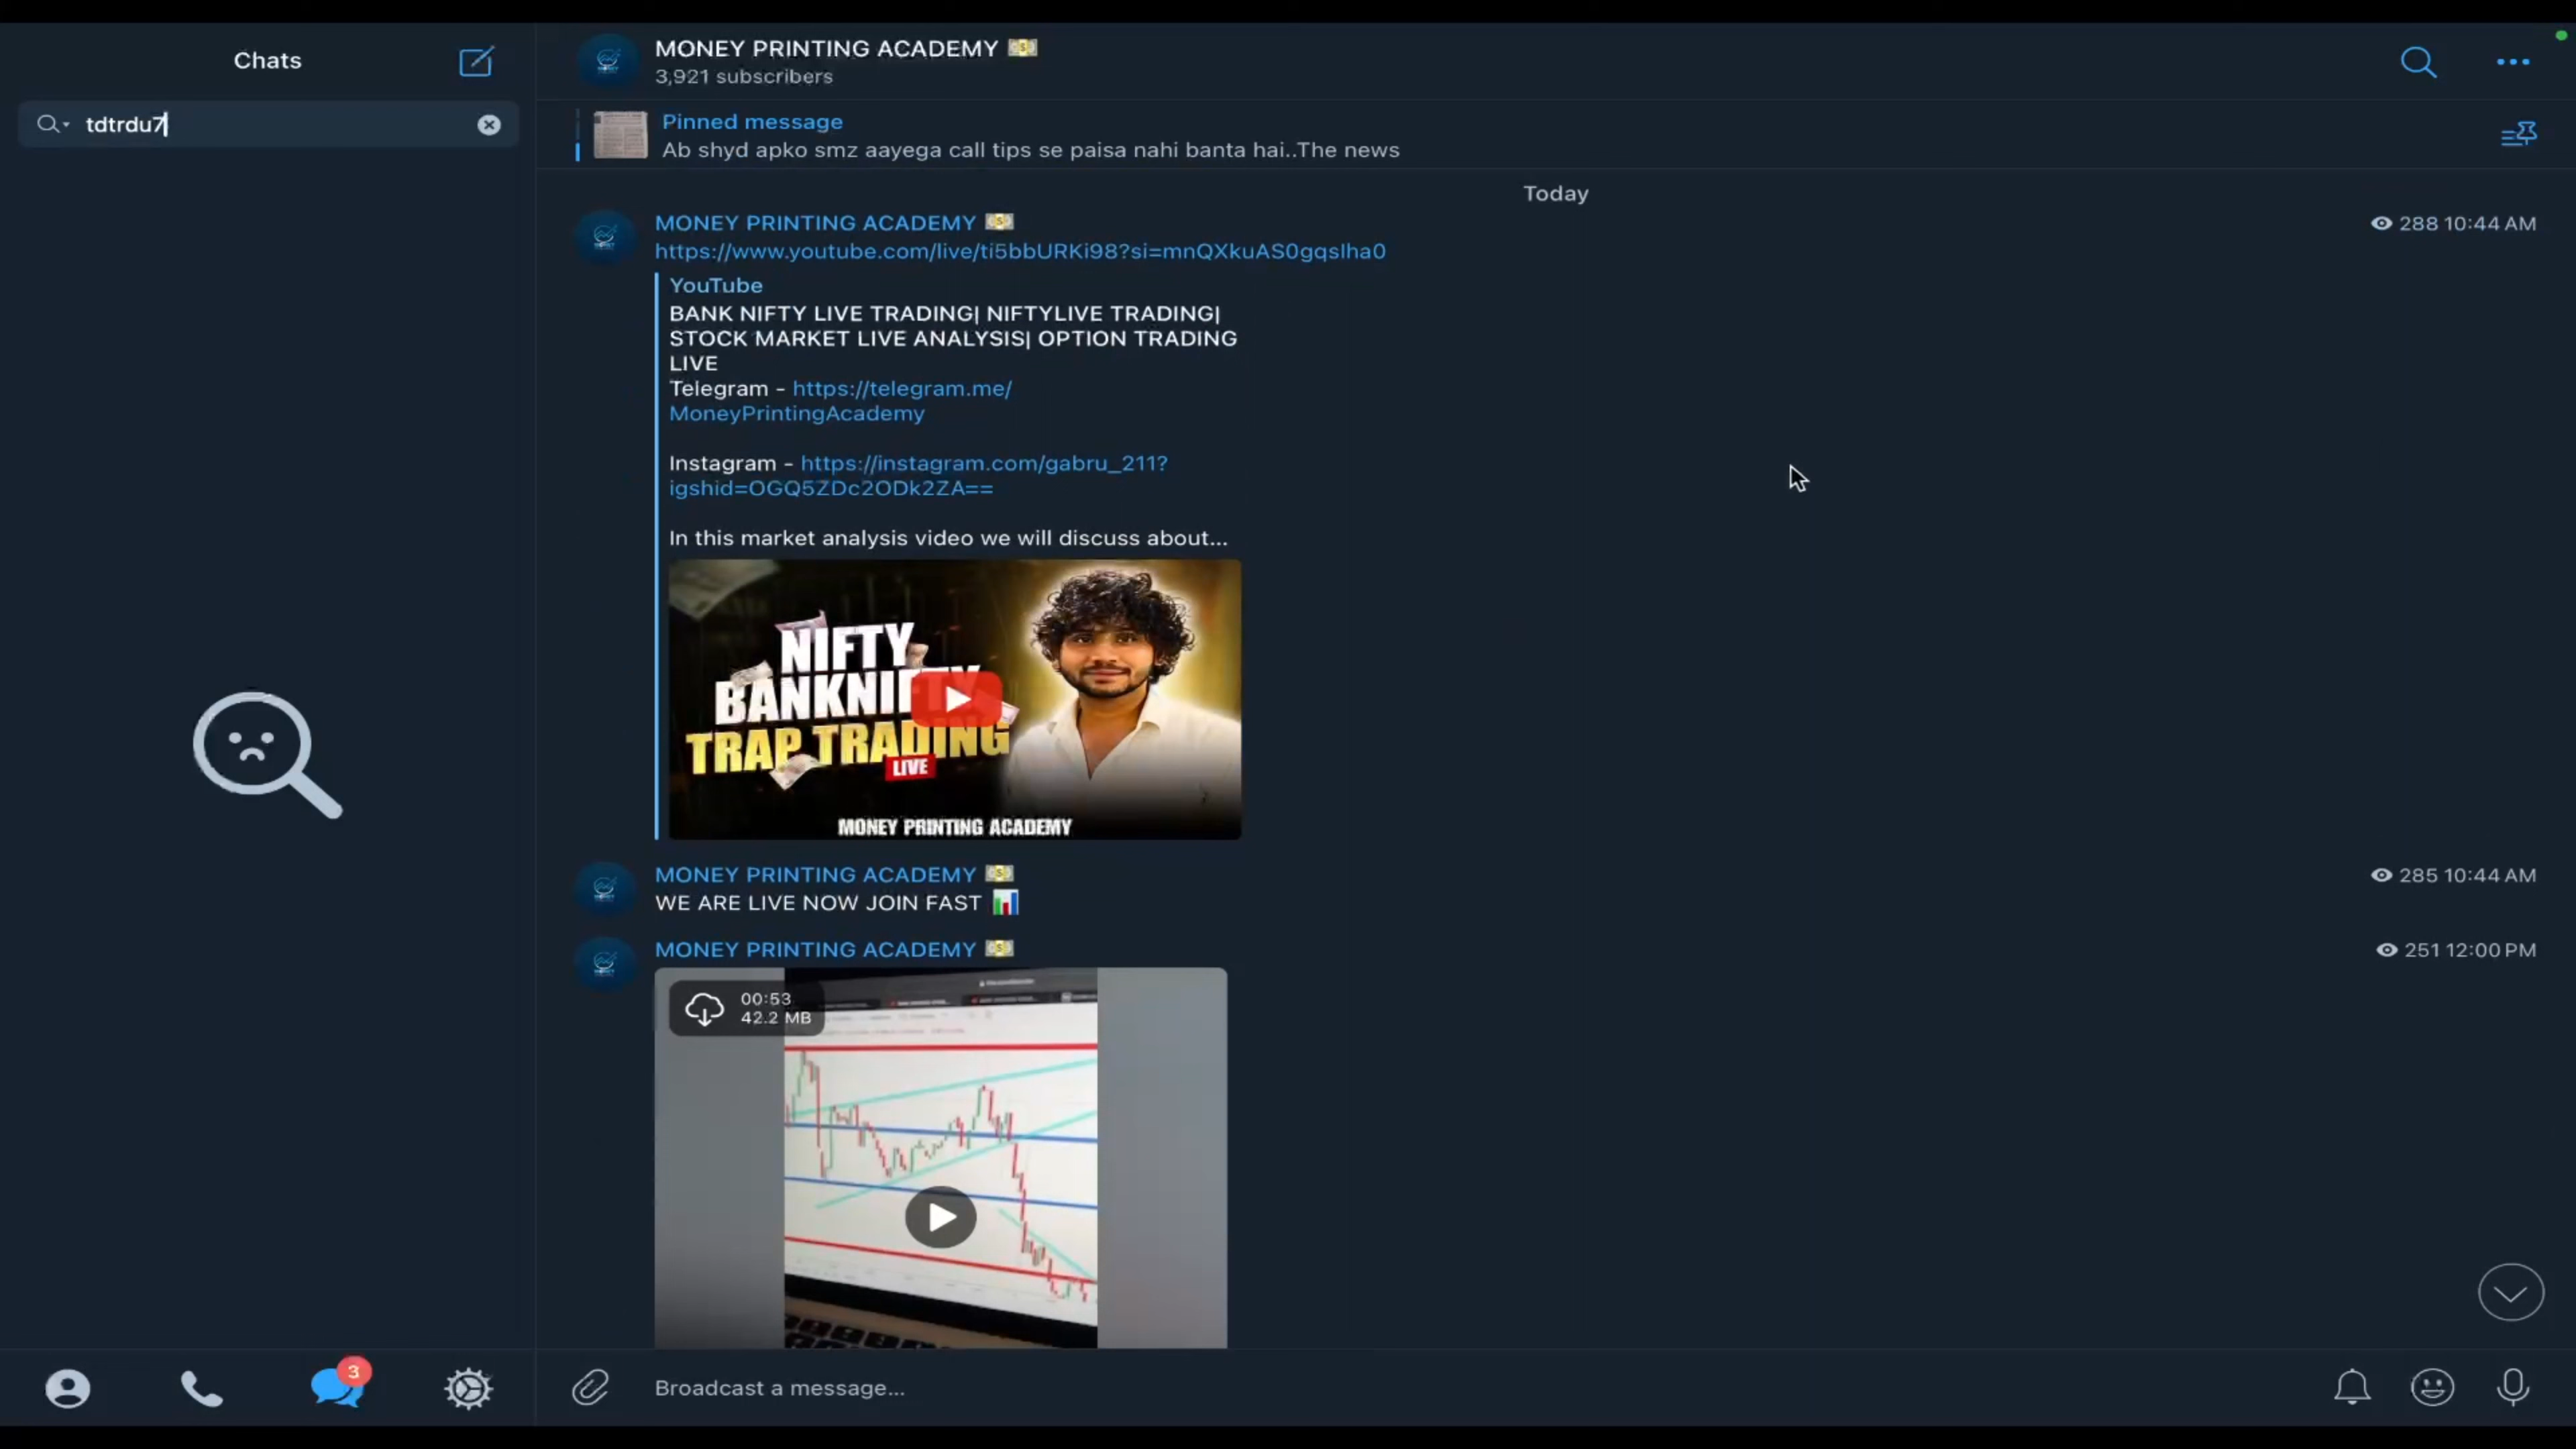 Chats
tdtrdu7
MONEY PRINTING ACADEMY
3,921 subscribers
Pinned message
Ab shyd apko smz aayega call tips se paisa nahi banta hai..The news
Today
MONEY PRINTING ACADEMY
288 10:44 AM
https://www.youtube.com/live/ti5bbURKi98?si=mnQXkuAS0gqslha0
YouTube
BANK NIFTY LIVE TRADING| NIFTYLIVE TRADING|
STOCK MARKET LIVE ANALYSIS| OPTION TRADING
LIVE
Telegram - https://telegram.me/
MoneyPrintingAcademy
Instagram - https://instagram.com/gabru_211?
igshid=OGQ5ZDc2ODk2ZA==
In this market analysis video we will discuss about...
NIFTY
BANKNIFTY
TRAP TRADING
LIVE
MONEY PRINTING ACADEMY
MONEY PRINTING ACADEMY
285 10:44 AM
WE ARE LIVE NOW JOIN FAST
MONEY PRINTING ACADEMY
251 12:00 PM
00:53
42.2 MB
3
Broadcast a message...